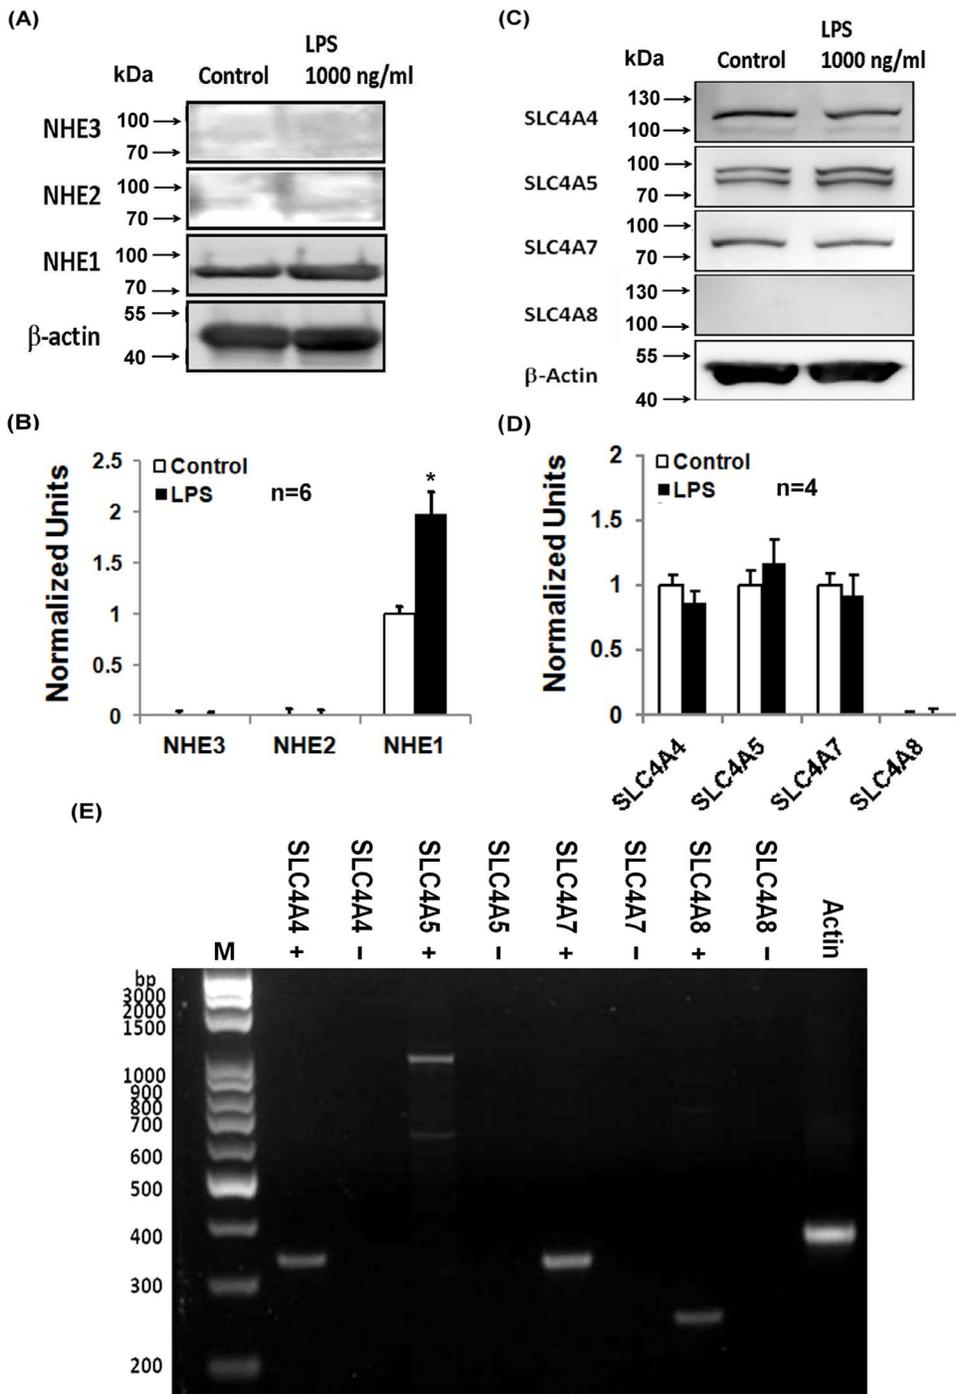 (A)
LPS
kDa Control 1000 ng/ml
NHE3 100
70
NHE2 100
70
NHE1 100
70
55
β-actin
40
(C)
LPS
kDa Control 1000 ng/ml
130
SLC4A4
100
100
SLC4A5
70
100
SLC4A7
70
130
SLC4A8
100
55
β-Actin
40
(B)
Normalized Units
2.5
2
1.5
1
0.5
0
Control
LPS
n=6
*
NHE3 NHE2 NHE1
(D)
Normalized Units
2
1.5
1
0.5
0
Control
LPS
n=4
SLC4A4 SLC4A5 SLC4A7 SLC4A8
(E)
M
SLC4A4 +
SLC4A4 -
SLC4A5 +
SLC4A5 -
SLC4A7 +
SLC4A7 -
SLC4A8 +
SLC4A8 -
Actin
bp
3000
2000
1500
1000
900
800
700
600
500
400
300
200